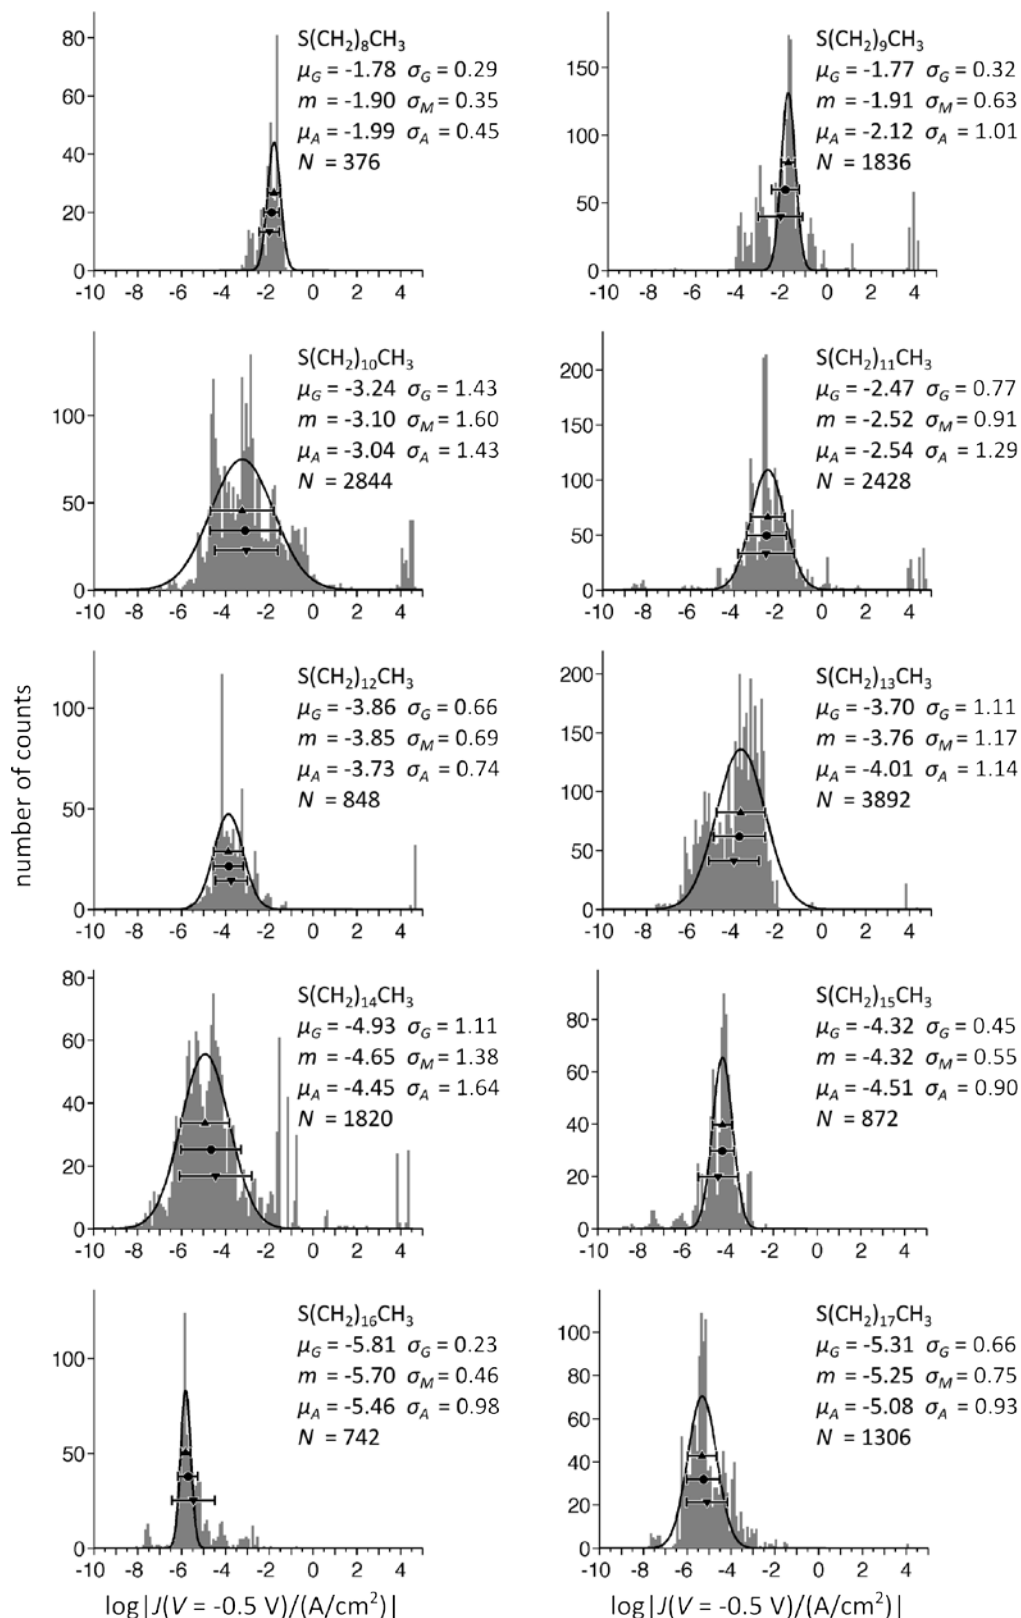 S(CH₂)₈CH₃
μG = -1.78 σG = 0.29
m = -1.90 σM = 0.35
μA = -1.99 σA = 0.45
N = 376
80
60
40
20
0
-10 -8 -6 -4 -2 0 2 4
S(CH₂)₉CH₃
μG = -1.77 σG = 0.32
m = -1.91 σM = 0.63
μA = -2.12 σA = 1.01
N = 1836
150
100
50
0
-10 -8 -6 -4 -2 0 2 4
S(CH₂)₁₀CH₃
μG = -3.24 σG = 1.43
m = -3.10 σM = 1.60
μA = -3.04 σA = 1.43
N = 2844
100
50
0
-10 -8 -6 -4 -2 0 2 4
S(CH₂)₁₁CH₃
μG = -2.47 σG = 0.77
m = -2.52 σM = 0.91
μA = -2.54 σA = 1.29
N = 2428
200
150
100
50
0
-10 -8 -6 -4 -2 0 2 4
number of counts
S(CH₂)₁₂CH₃
μG = -3.86 σG = 0.66
m = -3.85 σM = 0.69
μA = -3.73 σA = 0.74
N = 848
100
50
0
-10 -8 -6 -4 -2 0 2 4
S(CH₂)₁₃CH₃
μG = -3.70 σG = 1.11
m = -3.76 σM = 1.17
μA = -4.01 σA = 1.14
N = 3892
200
150
100
50
0
-10 -8 -6 -4 -2 0 2 4
S(CH₂)₁₄CH₃
μG = -4.93 σG = 1.11
m = -4.65 σM = 1.38
μA = -4.45 σA = 1.64
N = 1820
80
60
40
20
0
-10 -8 -6 -4 -2 0 2 4
S(CH₂)₁₅CH₃
μG = -4.32 σG = 0.45
m = -4.32 σM = 0.55
μA = -4.51 σA = 0.90
N = 872
80
60
40
20
0
-10 -8 -6 -4 -2 0 2 4
S(CH₂)₁₆CH₃
μG = -5.81 σG = 0.23
m = -5.70 σM = 0.46
μA = -5.46 σA = 0.98
N = 742
100
50
0
-10 -8 -6 -4 -2 0 2 4
log|J(V = -0.5 V)/(A/cm²)|
S(CH₂)₁₇CH₃
μG = -5.31 σG = 0.66
m = -5.25 σM = 0.75
μA = -5.08 σA = 0.93
N = 1306
100
80
60
40
20
0
-10 -8 -6 -4 -2 0 2 4
log|J(V = -0.5 V)/(A/cm²)|